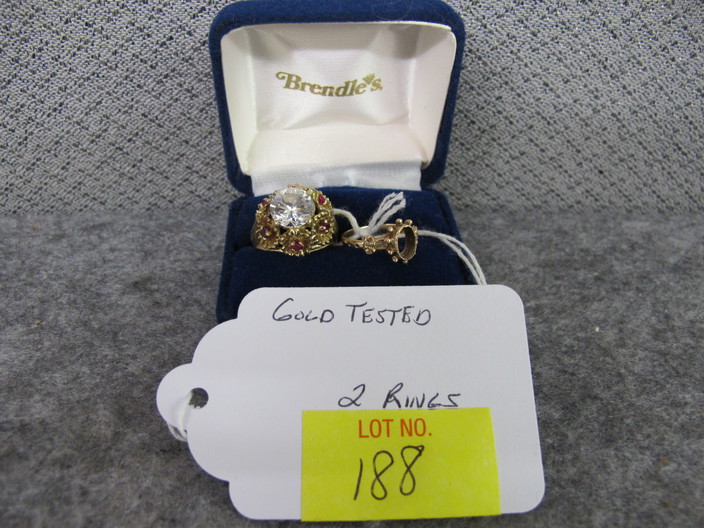 Brendle's
GOLD TESTED
2 RINGS
LOT NO.
188